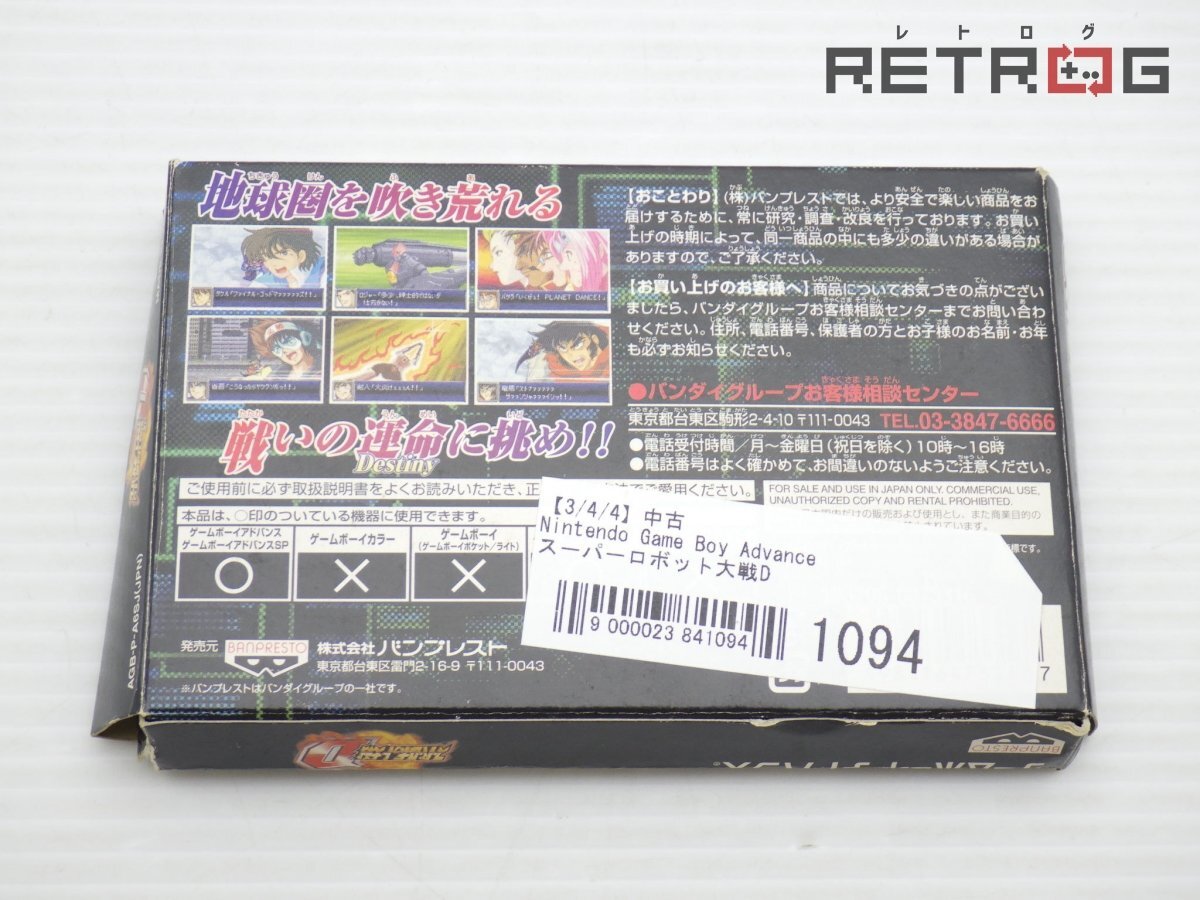 レトログ
RETROG
地球圏を吹き荒れる
戦いの運命に挑め!!
Destiny
【おことわり】(株)バンプレストでは、より安全で楽しい商品をお
届けするために、常に研究・調査・改良を行っております。お買い
上げの時期によって、同一商品の中にも多少の違いがある場合が
ありますので、ご了承ください。
【お買い上げのお客様へ】商品についてお気づきの点がござい
ましたら、バンダイグループお客様相談センターまでお問い合わ
せください。住所、電話番号、保護者の方とお子様のお名前・お年
も必ずお知らせください。
●バンダイグループお客様相談センター
東京都台東区駒形2-4-10 〒111-0043 TEL.03-3847-6666
●電話受付時間／月〜金曜日(祝日を除く)10時〜16時
●電話番号はよく確かめて、お間違いのないようご注意ください。
ご使用前に必ず取扱説明書をよくお読みいただき、正
ご愛用ください。
本品は、○印のついている機器に使用できます。
ゲームボーイアドバンス
ゲームボーイアドバンスSP
ゲームボーイカラー
ゲームボーイ
(ゲームボーイポケット／ライト)
○ × ×
FOR SALE AND USE IN JAPAN ONLY. COMMERCIAL USE,
UNAUTHORIZED COPY AND RENTAL PROHIBITED.
【3/4/4】中古
Nintendo Game Boy Advance
スーパーロボット大戦D
9 000023 841094
1094
7
発売元 BANPRESTO 株式会社 バンプレスト
東京都台東区雷門2-16-9 〒111-0043
※バンプレストはバンダイグループの一社です。
AGB-P-A6SJ(JPN)
BANPRESTO